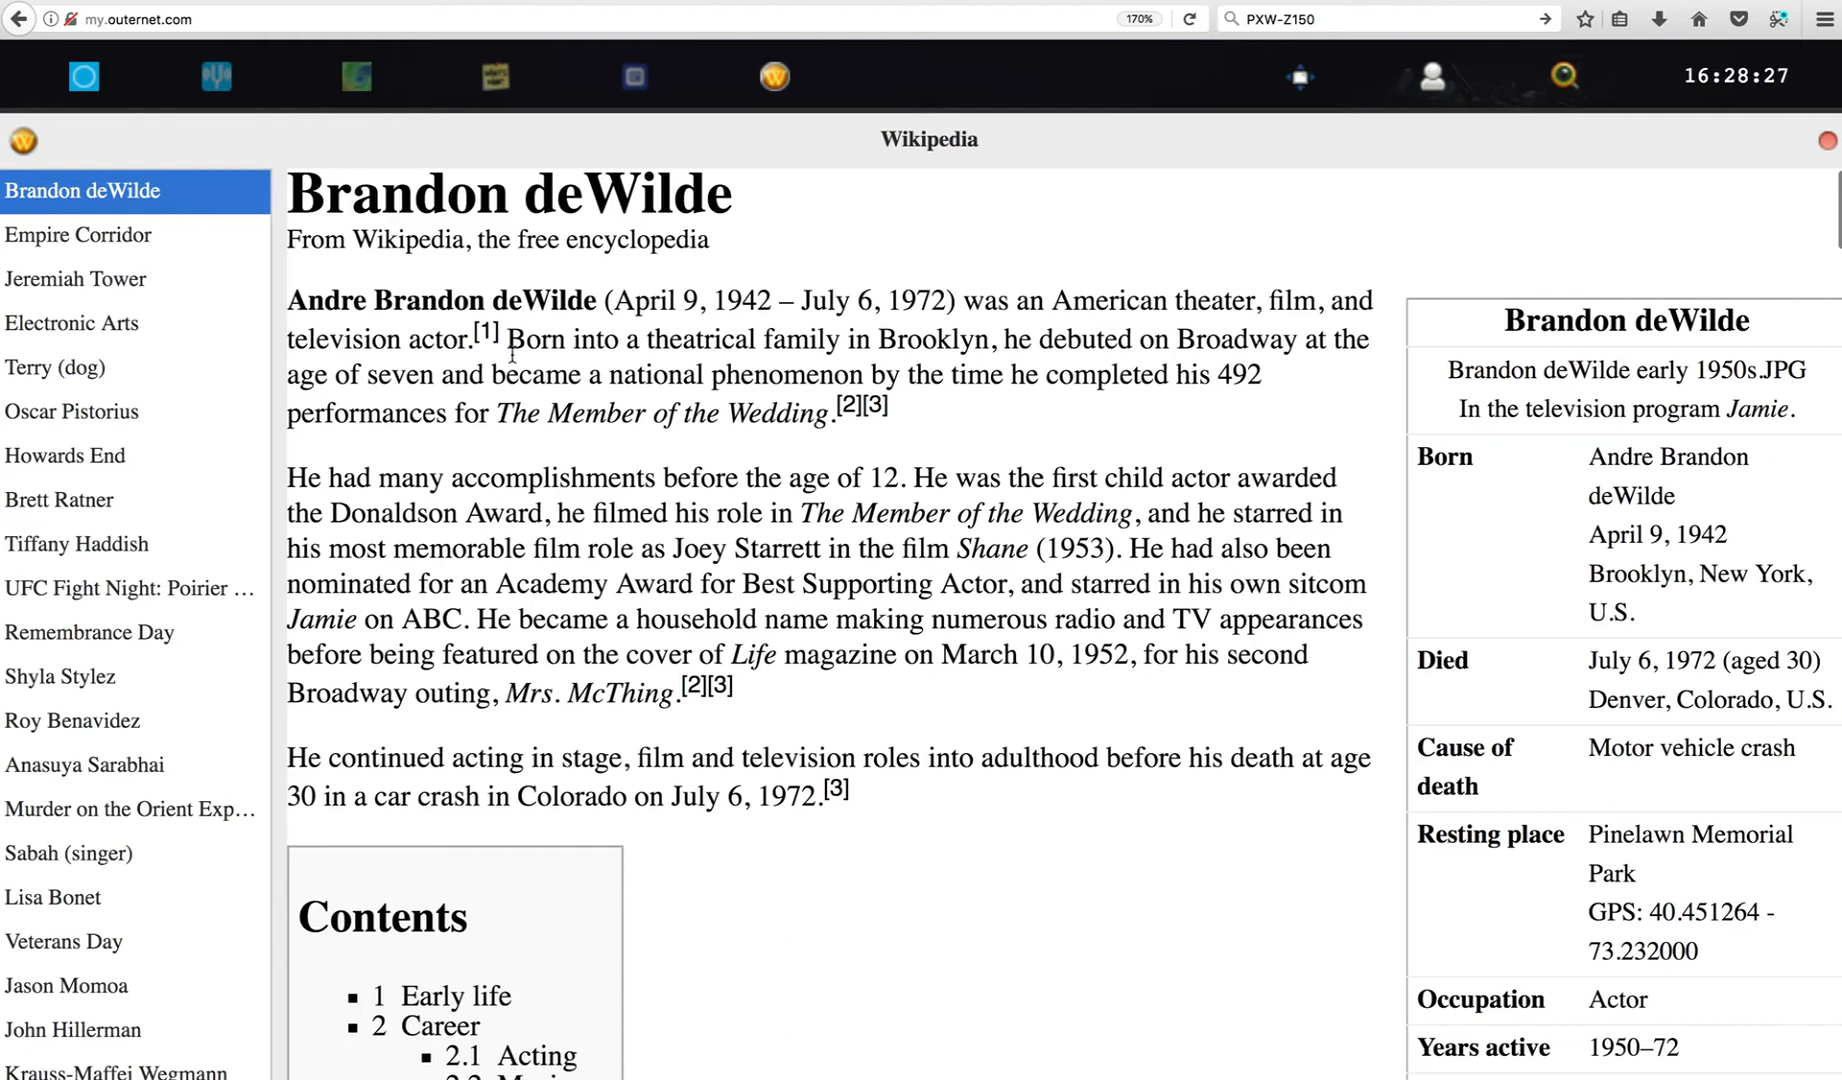 my.outernet.com
170%
PXW-Z150
16:28:27
Wikipedia
Brandon deWilde
Empire Corridor
Jeremiah Tower
Electronic Arts
Terry (dog)
Oscar Pistorius
Howards End
Brett Ratner
Tiffany Haddish
UFC Fight Night: Poirier ...
Remembrance Day
Shyla Stylez
Roy Benavidez
Anasuya Sarabhai
Murder on the Orient Exp...
Sabah (singer)
Lisa Bonet
Veterans Day
Jason Momoa
John Hillerman
Krauss-Maffei Wegmann
Brandon deWilde
From Wikipedia, the free encyclopedia
Andre Brandon deWilde (April 9, 1942 – July 6, 1972) was an American theater, film, and
television actor.[1] Born into a theatrical family in Brooklyn, he debuted on Broadway at the
age of seven and became a national phenomenon by the time he completed his 492
performances for The Member of the Wedding.[2][3]
He had many accomplishments before the age of 12. He was the first child actor awarded
the Donaldson Award, he filmed his role in The Member of the Wedding, and he starred in
his most memorable film role as Joey Starrett in the film Shane (1953). He had also been
nominated for an Academy Award for Best Supporting Actor, and starred in his own sitcom
Jamie on ABC. He became a household name making numerous radio and TV appearances
before being featured on the cover of Life magazine on March 10, 1952, for his second
Broadway outing, Mrs. McThing.[2][3]
He continued acting in stage, film and television roles into adulthood before his death at age
30 in a car crash in Colorado on July 6, 1972.[3]
Contents
1 Early life
2 Career
2.1 Acting
Brandon deWilde
Brandon deWilde early 1950s.JPG
In the television program Jamie.
Born Andre Brandon
deWilde
April 9, 1942
Brooklyn, New York,
U.S.
Died July 6, 1972 (aged 30)
Denver, Colorado, U.S.
Cause of Motor vehicle crash
death
Resting place Pinelawn Memorial
Park
GPS: 40.451264 -
73.232000
Occupation Actor
Years active 1950–72